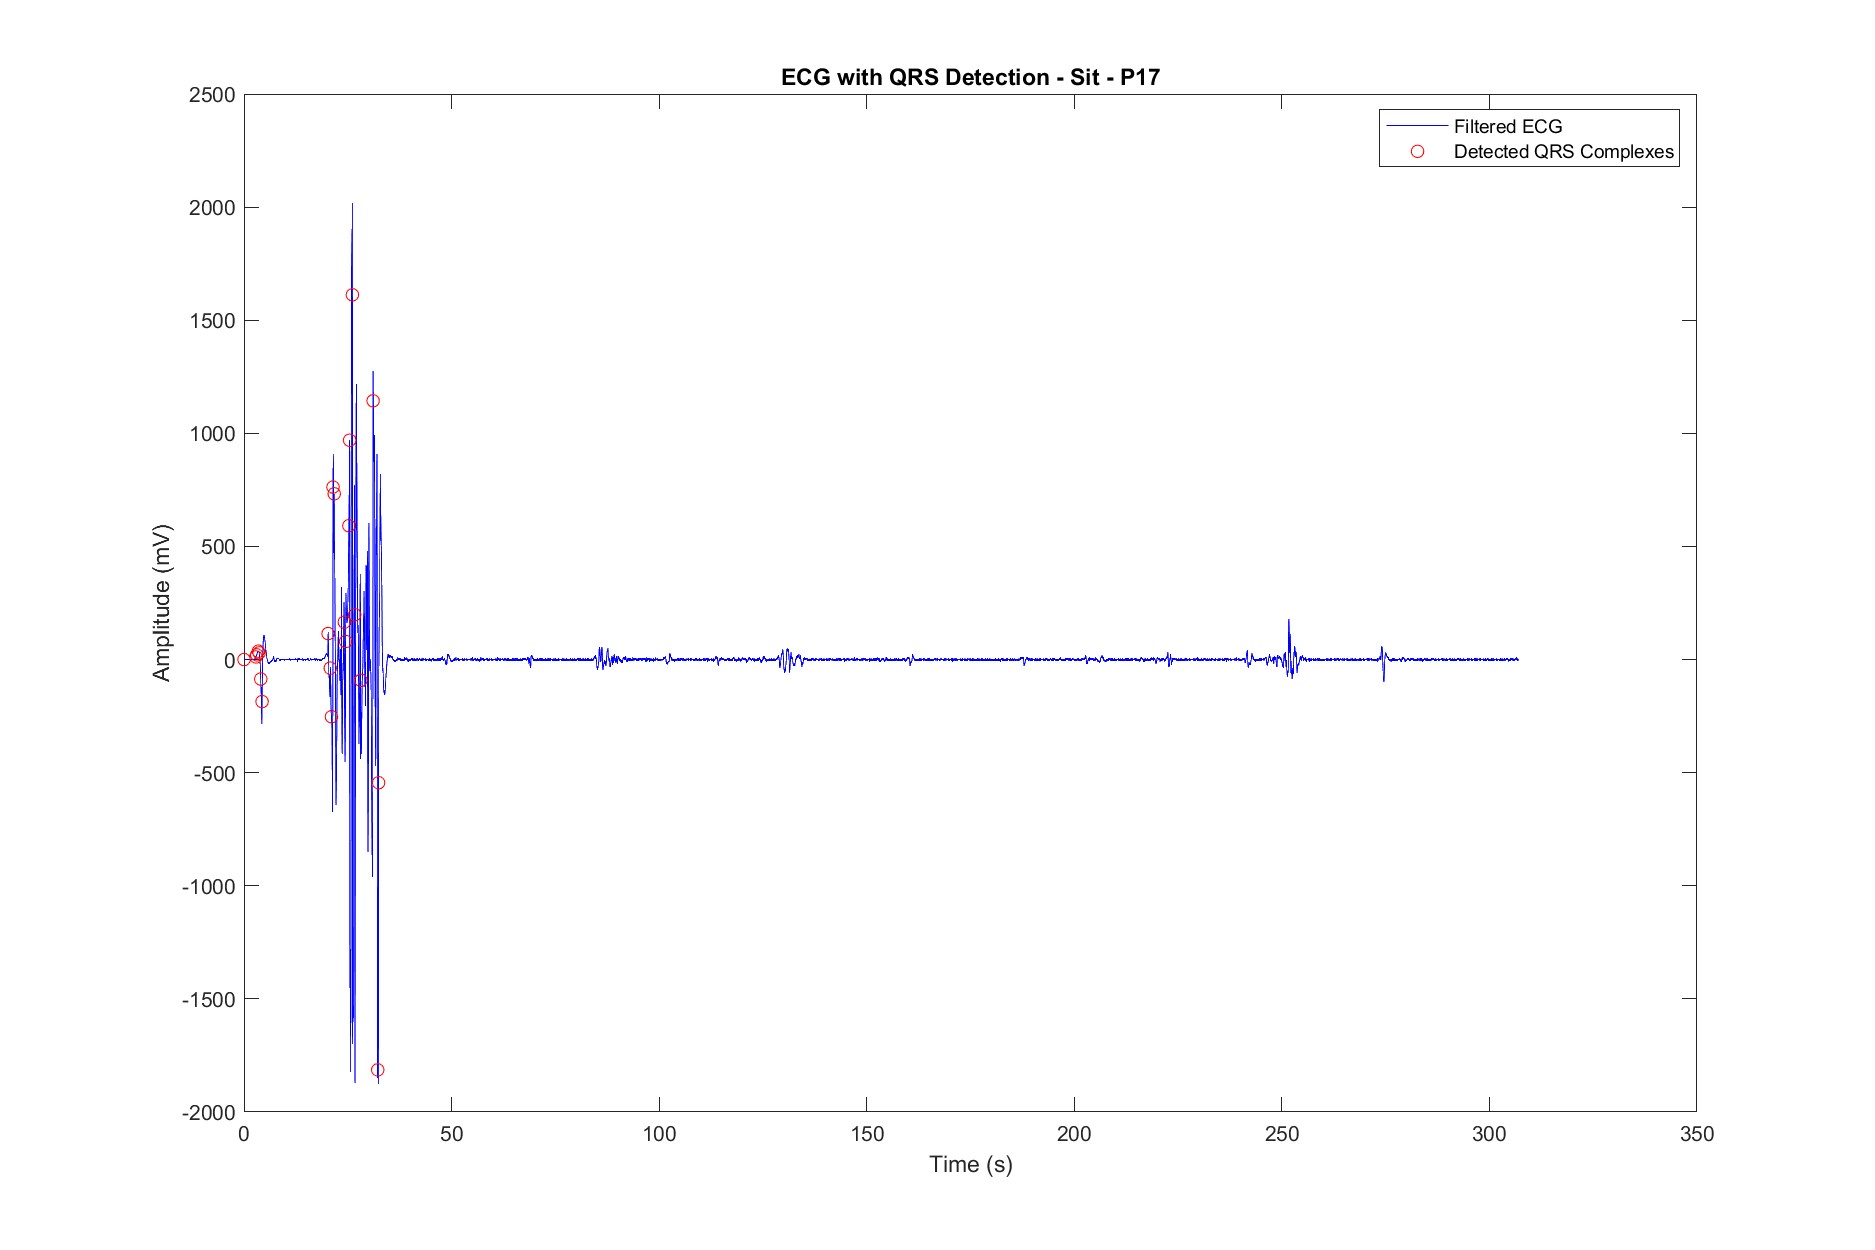 ECG with QRS Detection - Sit - P17
2500
2000
1500
1000
500
0
-500
-1000
-1500
-2000
Amplitude (mV)
Filtered ECG
Detected QRS Complexes
0 50 100 150 200 250 300 350
Time (s)